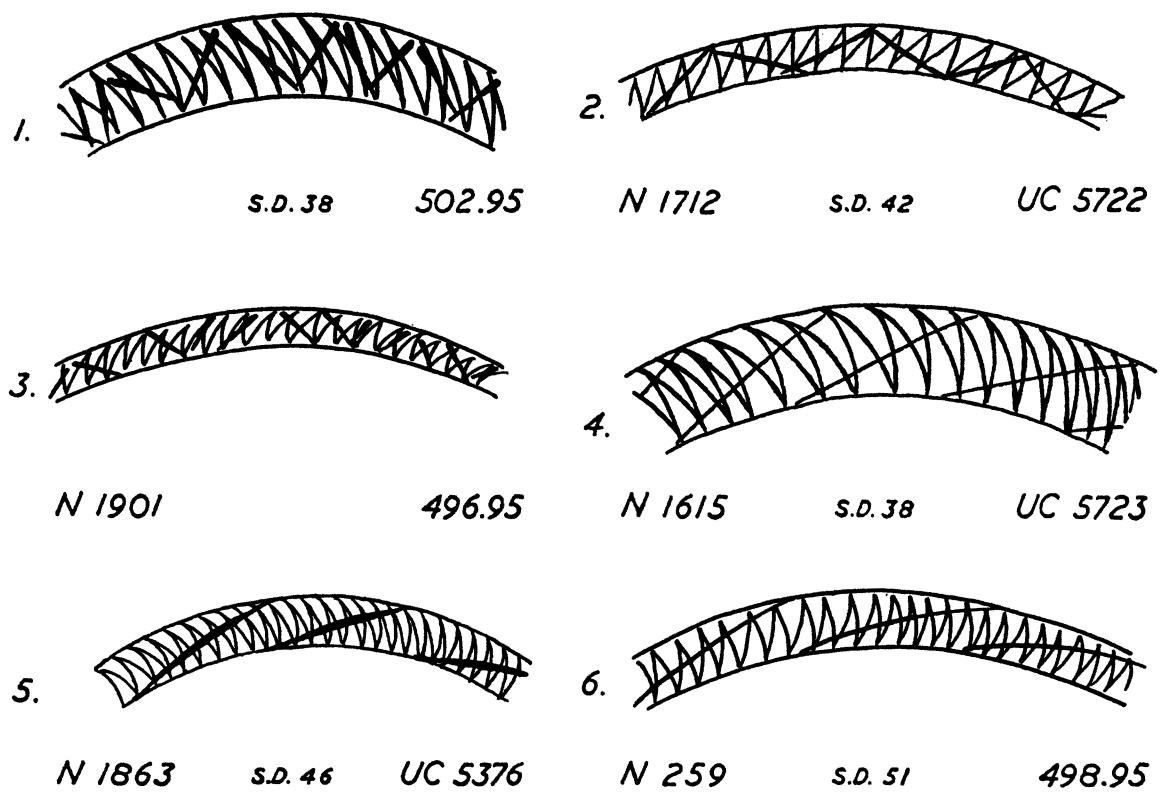 1.
S.D. 38 502.95
2.
N 1712 S.D. 42 UC 5722
3.
N 1901 496.95
4.
N 1615 S.D. 38 UC 5723
5.
N 1863 S.D. 46 UC 5376
6.
N 259 S.D. 51 498.95